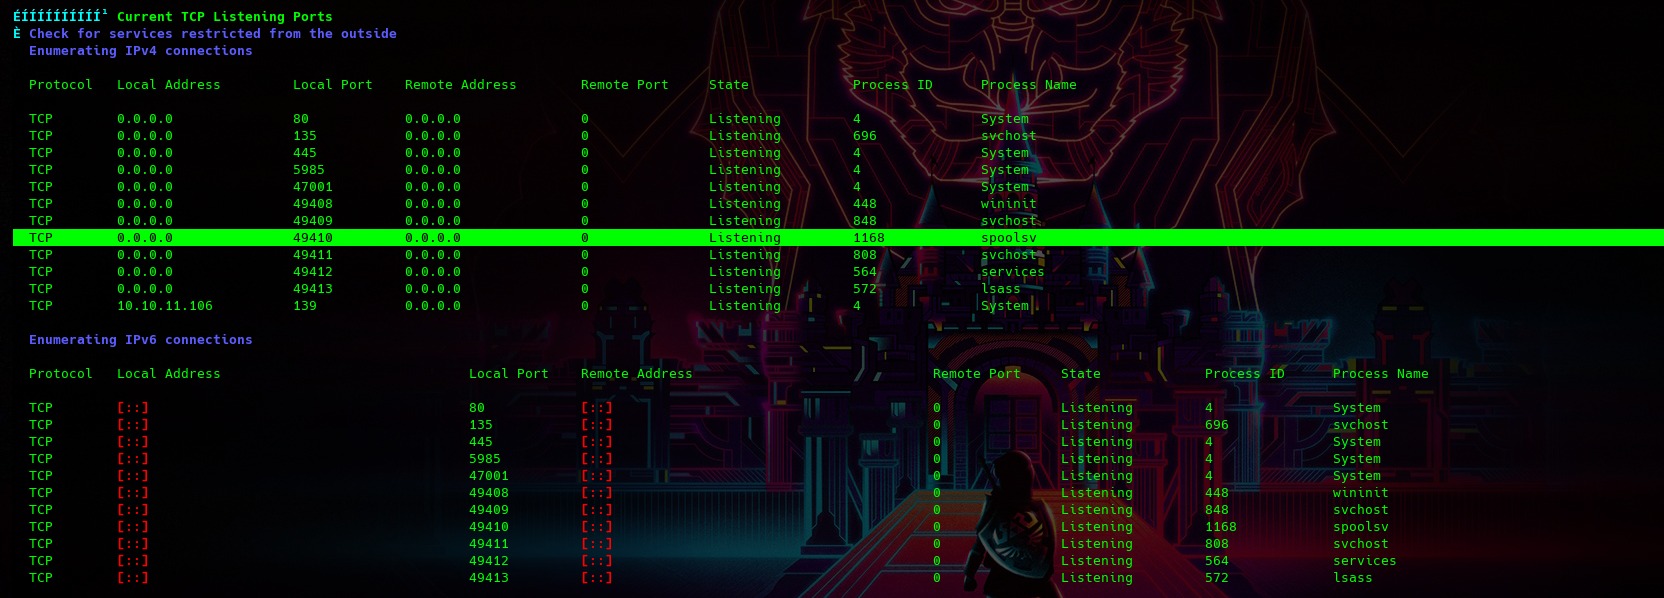 ÉÍÍÍÍÍÍÍÍÍÍ¹ Current TCP Listening Ports
È Check for services restricted from the outside
Enumerating IPv4 connections
Protocol Local Address Local Port Remote Address Remote Port State Process ID Process Name
TCP 0.0.0.0 80 0.0.0.0 0 Listening 4 System
TCP 0.0.0.0 135 0.0.0.0 0 Listening 696 svchost
TCP 0.0.0.0 445 0.0.0.0 0 Listening 4 System
TCP 0.0.0.0 5985 0.0.0.0 0 Listening 4 System
TCP 0.0.0.0 47001 0.0.0.0 0 Listening 4 System
TCP 0.0.0.0 49408 0.0.0.0 0 Listening 448 wininit
TCP 0.0.0.0 49409 0.0.0.0 0 Listening 848 svchost
TCP 0.0.0.0 49410 0.0.0.0 0 Listening 1168 spoolsv
TCP 0.0.0.0 49411 0.0.0.0 0 Listening 808 svchost
TCP 0.0.0.0 49412 0.0.0.0 0 Listening 564 services
TCP 0.0.0.0 49413 0.0.0.0 0 Listening 572 lsass
TCP 10.10.11.106 139 0.0.0.0 0 Listening 4 System
Enumerating IPv6 connections
Protocol Local Address Local Port Remote Address Remote Port State Process ID Process Name
TCP [::] 80 [::] 0 Listening 4 System
TCP [::] 135 [::] 0 Listening 696 svchost
TCP [::] 445 [::] 0 Listening 4 System
TCP [::] 5985 [::] 0 Listening 4 System
TCP [::] 47001 [::] 0 Listening 4 System
TCP [::] 49408 [::] 0 Listening 448 wininit
TCP [::] 49409 [::] 0 Listening 848 svchost
TCP [::] 49410 [::] 0 Listening 1168 spoolsv
TCP [::] 49411 [::] 0 Listening 808 svchost
TCP [::] 49412 [::] 0 Listening 564 services
TCP [::] 49413 [::] 0 Listening 572 lsass